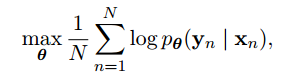 max_θ 1/N ∑_{n=1}^{N} log p_θ(y_n | x_n),